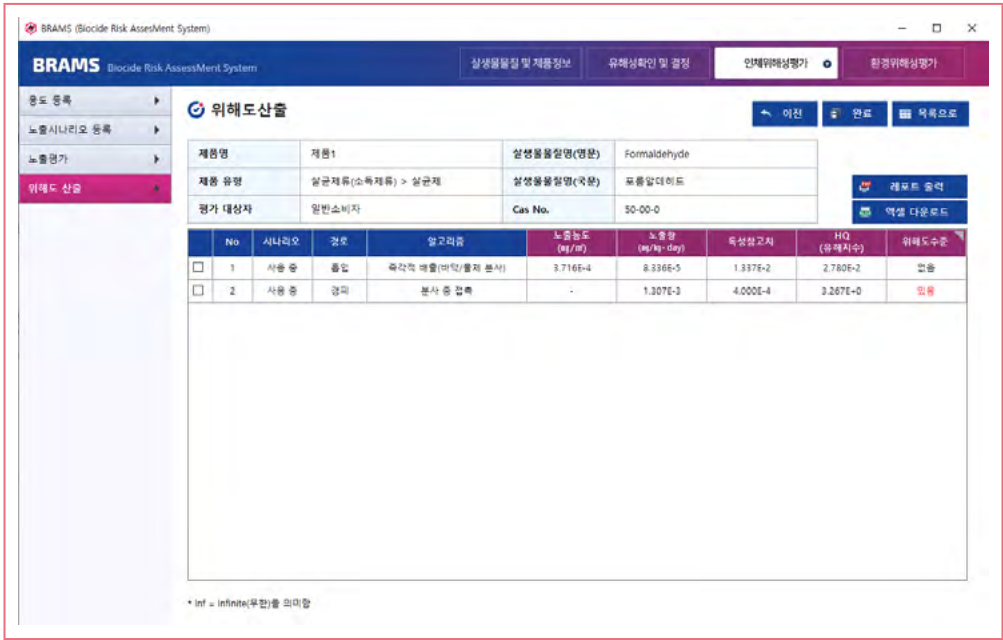 BRAMS (Biocide Risk AssesMent System)
BRAMS Biocide Risk AssessMent System
실생물물질 및 제품정보 유해성확인 및 결정 인체위해성평가 환경위해성평가
용도 등록
노출시나리오 등록
노출평가
위해도 산출
위해도산출
이전 완료 목록으로
제품명 제품1 살생물물질명(영문) Formaldehyde
제품 유형 살균제류(소독제류) > 살균제 살생물물질명(국문) 포름알데히드
평가 대상자 일반소비자 Cas No. 50-00-0
레포트 출력
엑셀 다운로드
No 시나리오 경로 알고리즘 노출농도 (㎎/㎥) 노출량 (㎎/㎏·day) 독성참고치 HQ (유해지수) 위해도수준
1 사용 중 흡입 즉각적 배출(바닥/물체 분사) 3.716E-4 8.336E-5 1.337E-2 2.780E-2 없음
2 사용 중 경피 분사 중 접촉 - 1.307E-3 4.000E-4 3.267E+0 있음
* Inf = Infinite(무한)을 의미함